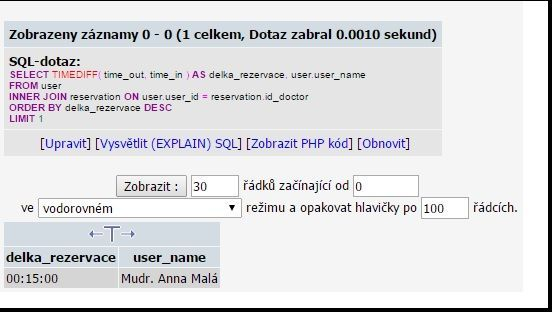 Zobrazeny záznamy 0 - 0 (1 celkem, Dotaz zabral 0.0010 sekund)
SQL-dotaz:
SELECT TIMEDIFF( time_out, time_in ) AS delka_rezervace, user.user_name
FROM user
INNER JOIN reservation ON user.user_id = reservation.id_doctor
ORDER BY delka_rezervace DESC
LIMIT 1
[Upravit] [Vysvětlit (EXPLAIN) SQL] [Zobrazit PHP kód] [Obnovit]
Zobrazit : 30 řádků začínající od 0
ve vodorovném režimu a opakovat hlavičky po 100 řádcích.
←T→
delka_rezervace user_name
00:15:00 Mudr. Anna Malá